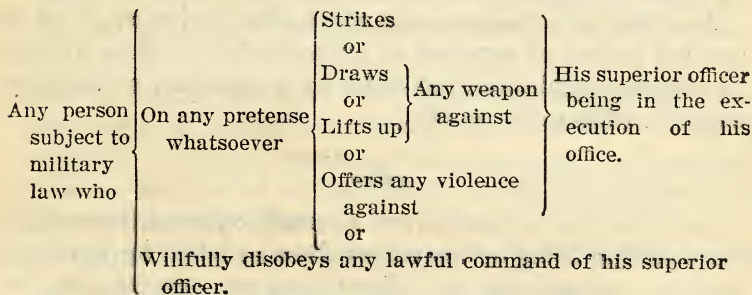 Any person
subject to
military
law who
On any pretense
whatsoever
Strikes
or
Draws
or
Lifts up
or
Offers any violence
against
or
Any weapon
against
His superior officer
being in the ex-
ecution of his
office.
Willfully disobeys any lawful command of his superior
officer.